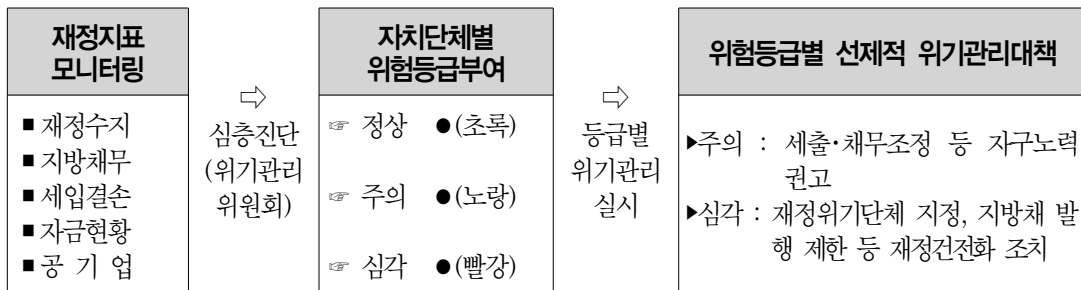 재정지표
모니터링
■ 재정수지
■ 지방채무
■ 세입결손
■ 자금현황
■ 공 기 업
⇨
심층진단
(위기관리
위원회)
자치단체별
위험등급부여
☞ 정상 ●(초록)
☞ 주의 ●(노랑)
☞ 심각 ●(빨강)
⇨
등급별
위기관리
실시
위험등급별 선제적 위기관리대책
▶주의 : 세출·채무조정 등 자구노력
권고
▶심각 : 재정위기단체 지정, 지방채 발
행 제한 등 재정건전화 조치